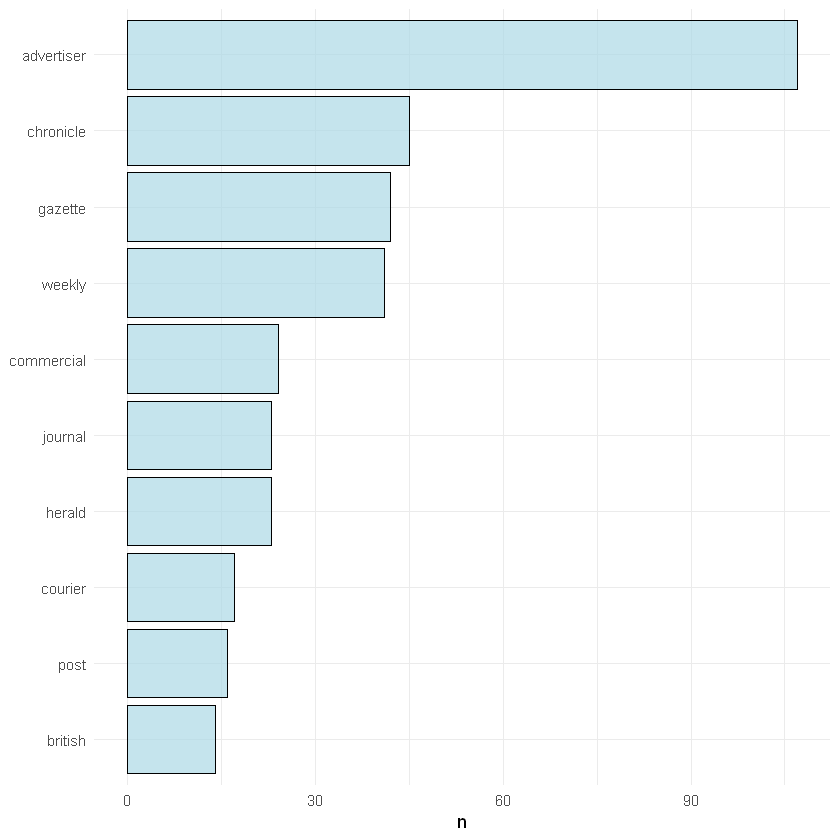 advertiser
chronicle
gazette
weekly
commercial
journal
herald
courier
post
british
0 30 60 90
n